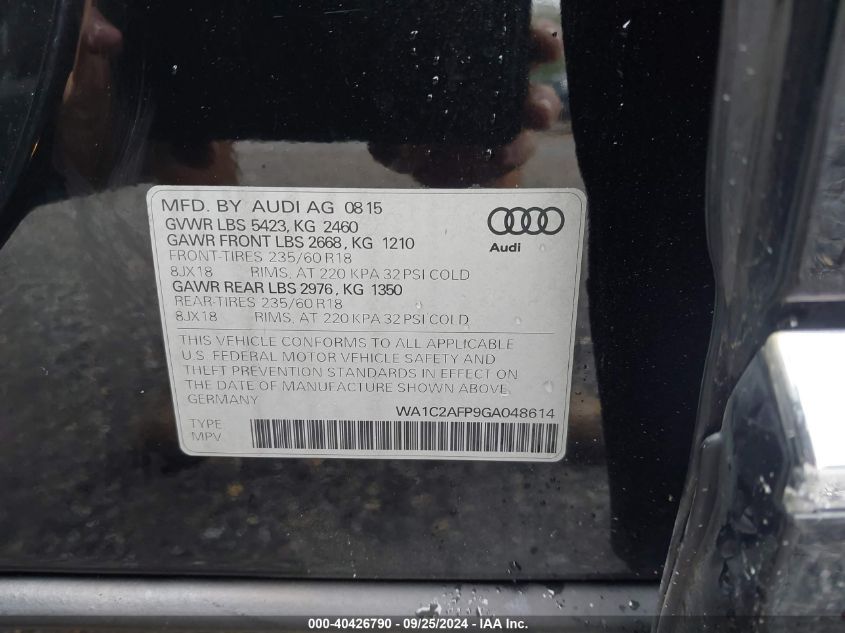 MFD. BY AUDI AG 0815
GVWR LBS 5423, KG 2460
GAWR FRONT LBS 2668, KG 1210
FRONT-TIRES 235/60 R18
8JX18 RIMS, AT 220 KPA 32 PSI COLD
GAWR REAR LBS 2976, KG 1350
REAR-TIRES 235/60 R18
8JX18 RIMS, AT 220 KPA 32 PSI COLD
Audi
THIS VEHICLE CONFORMS TO ALL APPLICABLE
U.S. FEDERAL MOTOR VEHICLE SAFETY AND
THEFT PREVENTION STANDARDS IN EFFECT ON
THE DATE OF MANUFACTURE SHOWN ABOVE.
GERMANY
WA1C2AFP9GA048614
TYPE
MPV
000-40426790 - 09/25/2024 - IAAI Inc.